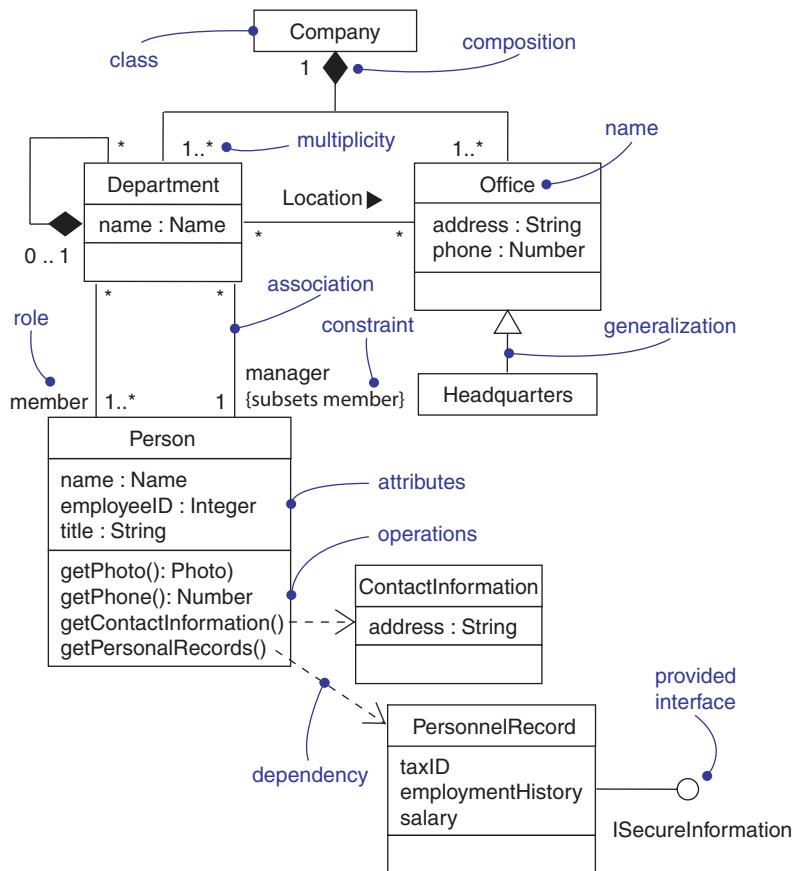 Company
class
1
composition
*
1..*
multiplicity
1..*
name
Department
Office
name : Name
Location ▶
address : String
phone : Number
*
*
0 .. 1
*
*
association
role
constraint
generalization
manager
{subsets member}
member
1..*
1
Headquarters
Person
name : Name
employeeID : Integer
title : String
attributes
operations
getPhoto(): Photo)
getPhone(): Number
getContactInformation()
getPersonalRecords()
ContactInformation
address : String
provided
interface
dependency
PersonnelRecord
taxID
employmentHistory
salary
ISecureInformation